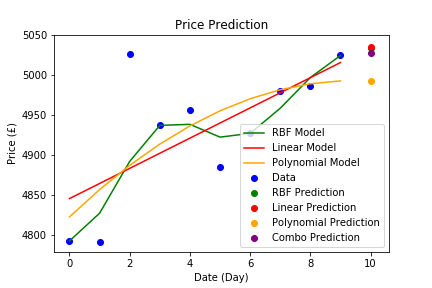 Price Prediction
5050
5000
4950
4900
4850
4800
Price (£)
RBF Model
Linear Model
Polynomial Model
Data
RBF Prediction
Linear Prediction
Polynomial Prediction
Combo Prediction
0 2 4 6 8 10
Date (Day)